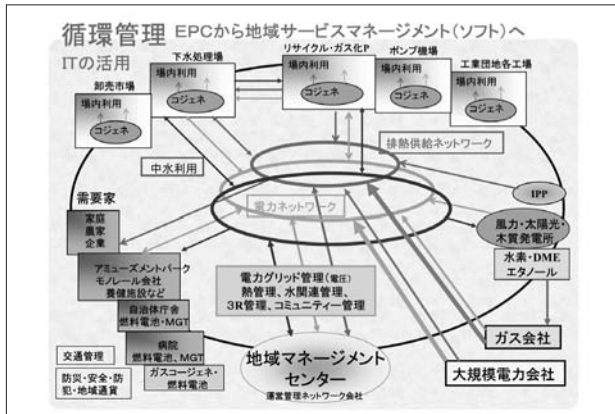 循環管理 EPCから地域サービスマネージメント(ソフト)へ
ITの活用
卸売市場
場内利用
コジェネ
下水処理場
場内利用
コジェネ
リサイクル・ガス化P
場内利用
コジェネ
ポンプ機場
場内利用
コジェネ
工業団地各工場
場内利用
コジェネ
排熱供給ネットワーク
中水利用
電力ネットワーク
需要家
家庭
農家
企業
アミューズメントパーク
モノレール会社
養健施設など
自治体庁舎
燃料電池・MGT
病院
燃料電池、MGT
ガスコージェネ・
燃料電池
交通管理
防災・安全・防
犯・地域通貨
電力グリッド管理(電圧)
熱管理、水関連管理、
3R管理、コミュニティー管理
地域マネージメント
センター
運営管理ネットワーク会社
IPP
風力・太陽光・
木質発電所
水素・DME
エタノール
ガス会社
大規模電力会社